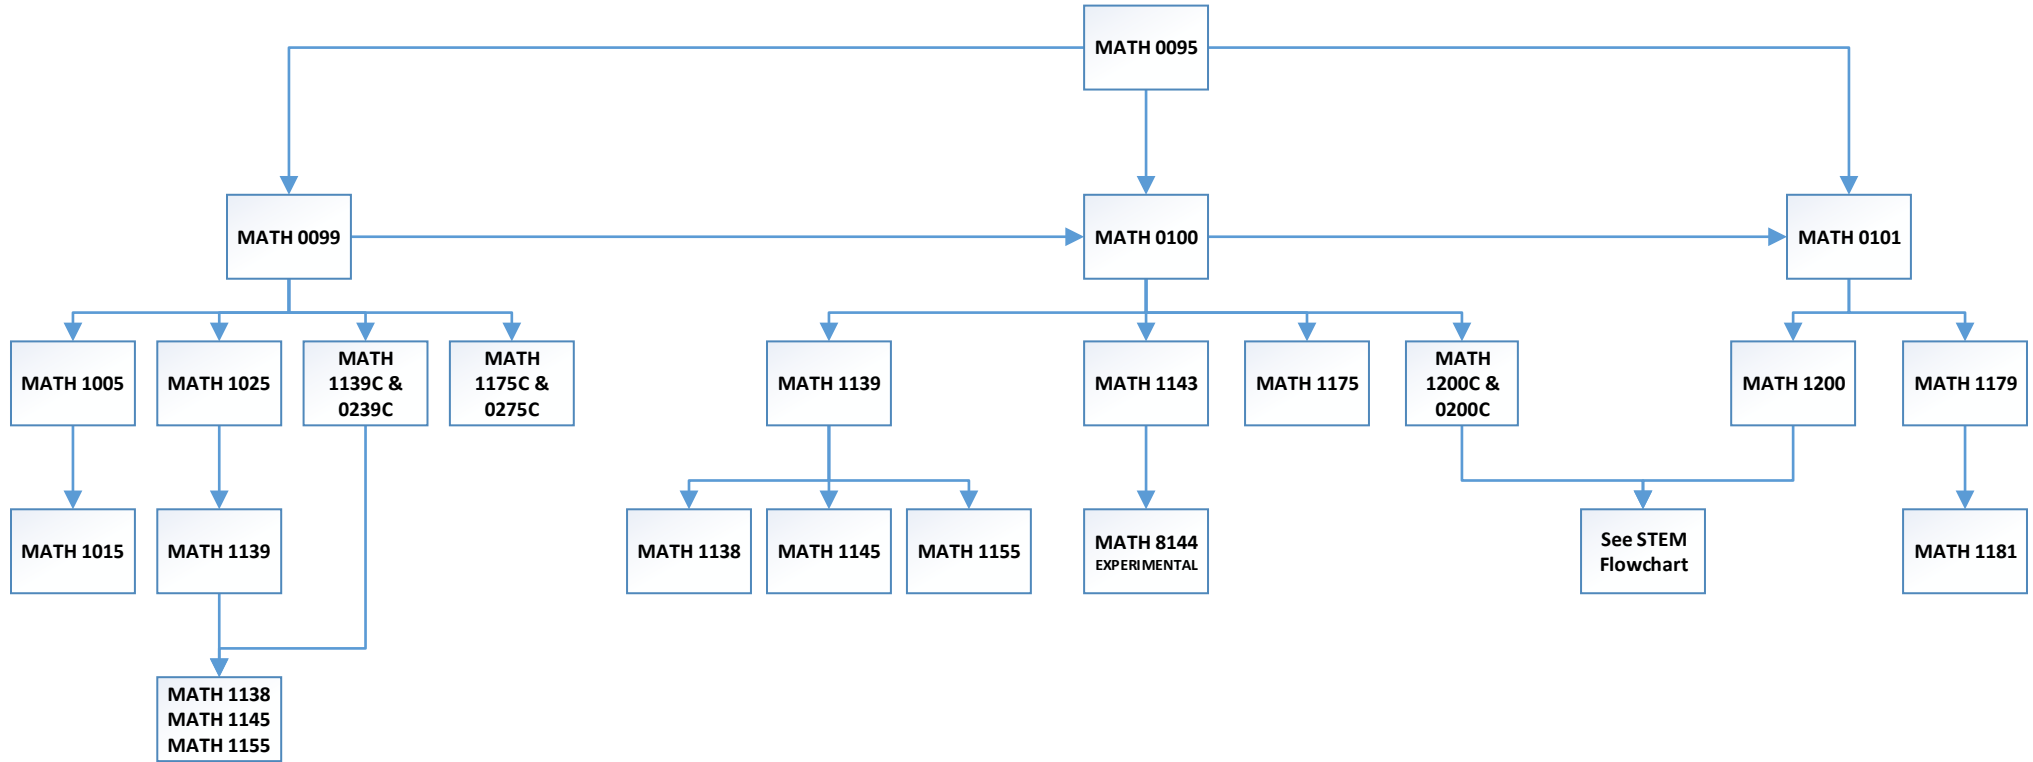 MATH 0095
MATH 0099
MATH 0100
MATH 0101
MATH 1005
MATH 1025
MATH
1139C &
0239C
MATH
1175C &
0275C
MATH 1139
MATH 1143
MATH 1175
MATH
1200C &
0200C
MATH 1200
MATH 1179
MATH 1015
MATH 1139
MATH 1138
MATH 1145
MATH 1155
MATH 8144
EXPERIMENTAL
See STEM
Flowchart
MATH 1181
MATH 1138
MATH 1145
MATH 1155